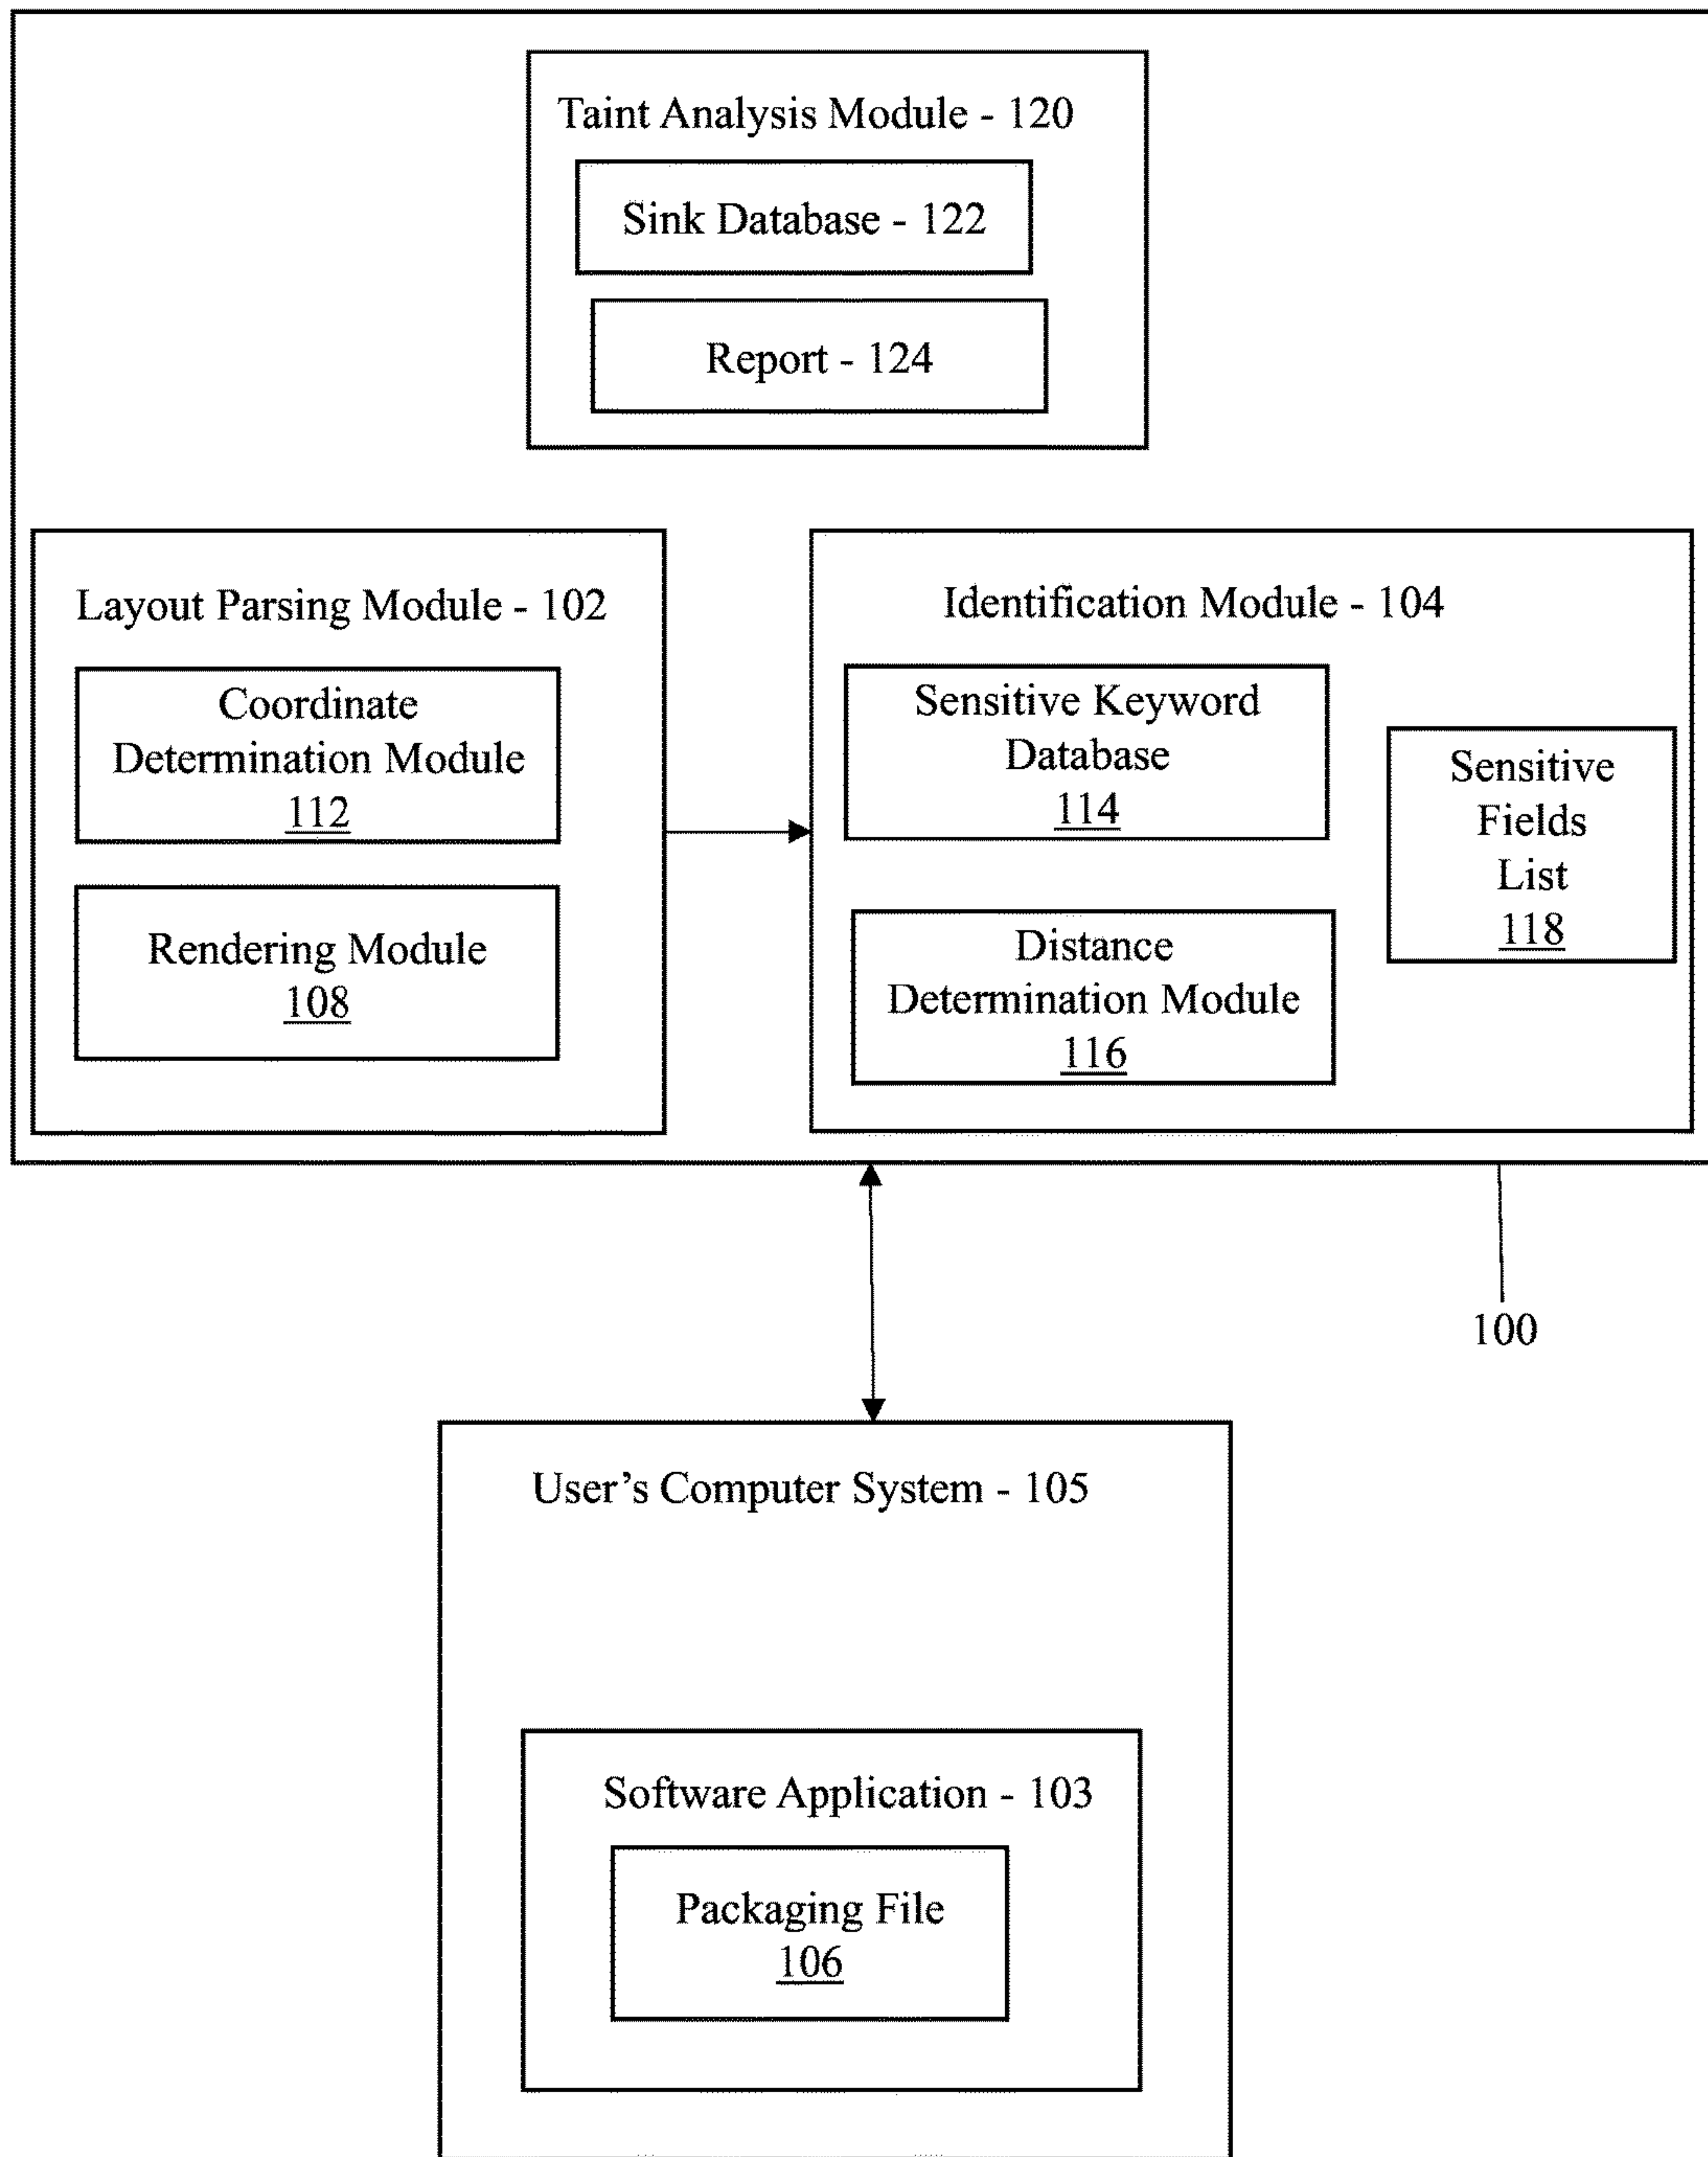 Taint Analysis Module - 120
Sink Database - 122
Report - 124
Layout Parsing Module - 102
Coordinate
Determination Module
112
Rendering Module
108
Identification Module - 104
Sensitive Keyword
Database
114
Distance
Determination Module
116
Sensitive
Fields
List
118
100
User's Computer System - 105
Software Application - 103
Packaging File
106